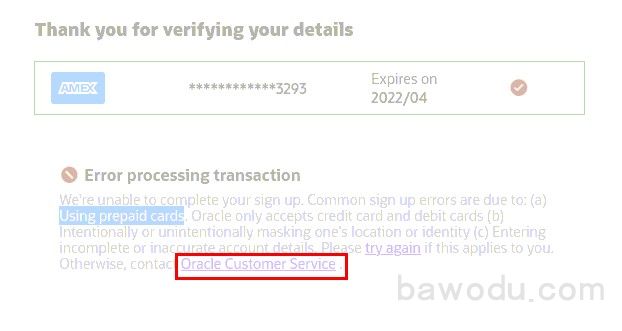 Thank you for verifying your details
AMEX ************3293 Expires on
2022/04
Error processing transaction
We're unable to complete your sign up. Common sign up errors are due to: (a)
Using prepaid cards. Oracle only accepts credit card and debit cards (b)
Intentionally or unintentionally masking one's location or identity (c) Entering
incomplete or inaccurate account details. Please try again if this applies to you.
Otherwise, contact Oracle Customer Service .
bawodu.com